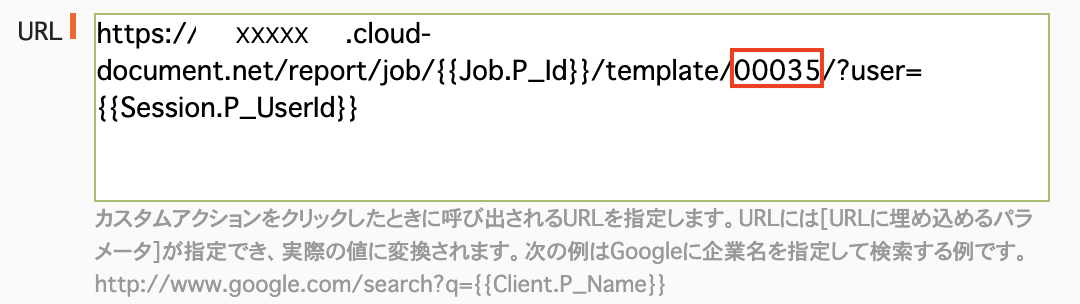 URL
https://　xxxxx　.cloud-
document.net/report/job/{{Job.P_Id}}/template/00035/?user=
{{Session.P_UserId}}
カスタムアクションをクリックしたときに呼び出されるURLを指定します。URLには[URLに埋め込めるパラ
メータ]が指定でき、実際の値に変換されます。次の例はGoogleに企業名を指定して検索する例です。
http://www.google.com/search?q={{Client.P_Name}}